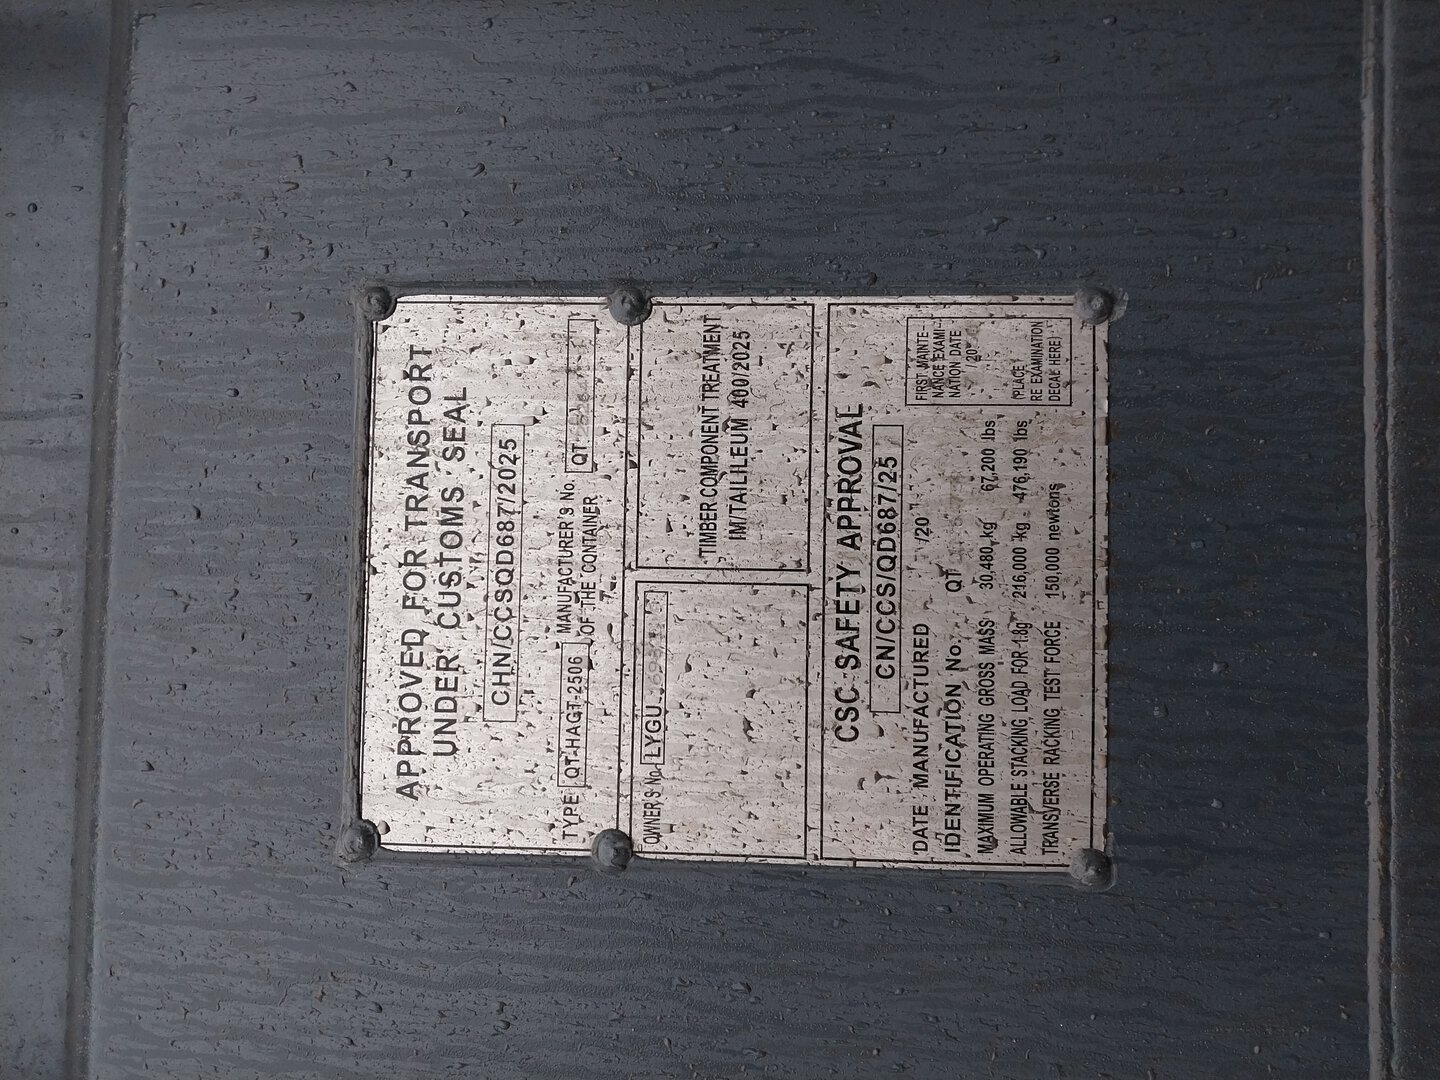 APPROVED FOR TRANSPORT
UNDER CUSTOMS SEAL
CHN/CCSQD687/2025
TYPE QT-HAGT-2506 MANUFACTURER'S No. OF THE CONTAINER QT
OWNER'S No. LYGU
TIMBER COMPONENT TREATMENT
IM/TAILILEUM 400/2025
CSC SAFETY APPROVAL
CN/CCS/QD687/25
DATE MANUFACTURED /20
IDENTIFICATION No. QT
MAXIMUM OPERATING GROSS MASS 30,480 kg 67,200 lbs
ALLOWABLE STACKING LOAD FOR 1.8g 216,000 kg 476,190 lbs
TRANSVERSE RACKING TEST FORCE 150,000 newtons
FIRST MAINTE-
NANCE EXAMI-
NATION DATE
/20
(PLACE
RE EXAMINATION
DECAL HERE)